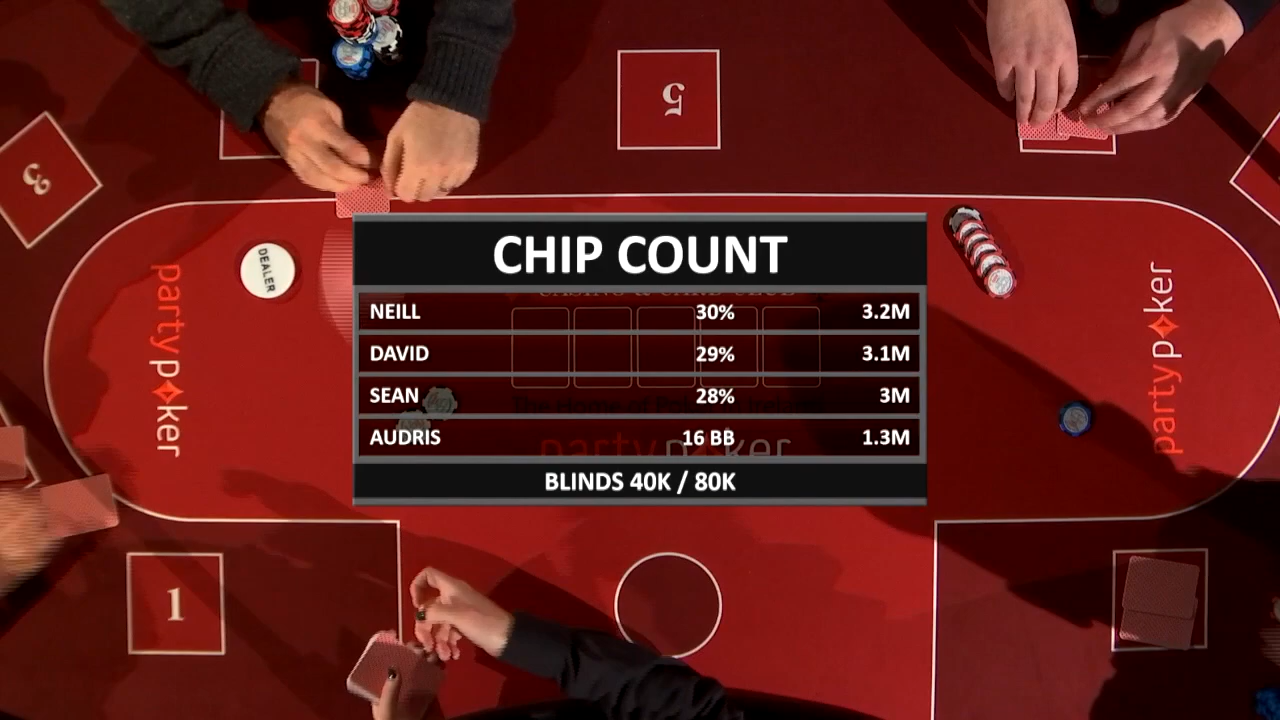 5
3
DEALER
partypoker
partypoker
CHIP COUNT
NEILL 30% 3.2M
DAVID 29% 3.1M
SEAN 28% 3M
AUDRIS 16 BB 1.3M
partypoker
BLINDS 40K / 80K
1